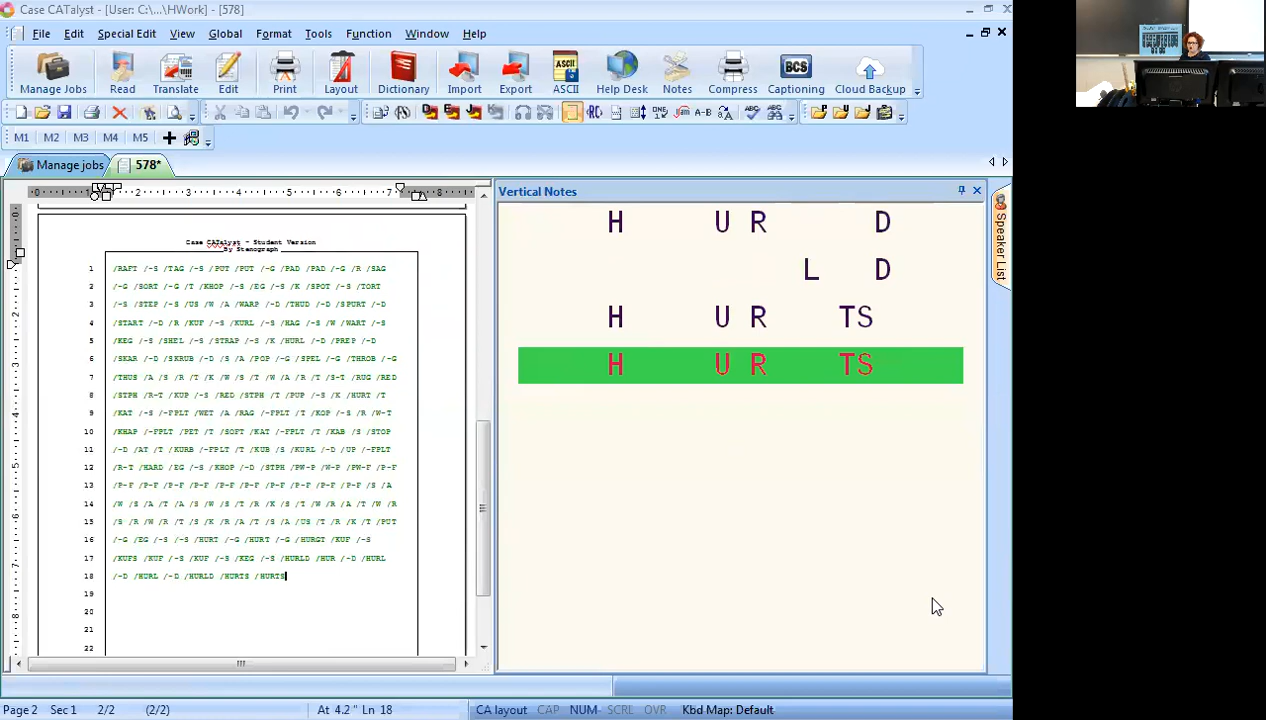 Case CATalyst - [User: C:\...\HWork] - [578]
File Edit Special Edit View Global Format Tools Function Window Help
Manage Jobs Read Translate Edit Print Layout Dictionary Import Export ASCII Help Desk Notes Compress BCS Captioning Cloud Backup
M1 M2 M3 M4 M5
Manage jobs 578*
Vertical Notes
Speaker List
H U R D
L D
H U R TS
H U R TS
Case CATalyst - Student Version
By Stenograph
1 /RAFT /-S /TAG /-S /PUT /PUT /-G /PAD /PAD /-G /R /SAG
2 /-G /SORT /-G /T /KHOP /-S /EG /-S /K /SPOT /-S /TORT
3 /-S /STEP /-S /US /W /A /WARP /-D /THUD /-D /SPURT /-D
4 /START /-D /R /KUF /-S /KURL /-S /HAG /-S /W /WART /-S
5 /KEG /-S /SHEL /-S /STRAP /-S /K /HURL /-D /PREP /-D
6 /SKAR /-D /SKRUB /-D /S /A /POP /-G /SPEL /-G /THROB /-G
7 /THUS /A /S /R /T /K /W /S /T /W /A /R /T /S-T /RUG /RED
8 /STPH /R-T /KUP /-S /RED /STPH /T /PUP /-S /K /HURT /T
9 /KAT /-S /-FPLT /WET /A /RAG /-FPLT /T /KOP /-S /R /W-T
10 /KHAP /-FPLT /PET /T /SOFT /KAT /-FPLT /T /KAB /S /STOP
11 /-D /AT /T /KURB /-FPLT /T /KUB /S /KURL /-D /UP /-FPLT
12 /R-T /HARD /EG /-S /KHOP /-D /STPH /PW-P /W-P /PW-F /P-F
13 /P-F /P-F /P-F /P-F /P-F /P-F /P-F /P-F /P-F /S /A
14 /W /S /A /T /A /S /W /S /T /R /K /S /T /W /R /A /T /W /R
15 /S /R /W /R /T /S /K /R /A /T /S /A /US /T /R /K /T /PUT
16 /-G /EG /-S /-S /HURT /-G /HURT /-G /HURGT /KUF /-S
17 /KUFS /KUF /-S /KUF /-S /KEG /-S /HURLD /HUR /-D /HURL
18 /-D /HURL /-D /HURLD /HURTS /HURTS
19
20
21
22
Page 2 Sec 1 2/2 (2/2) At 4.2" Ln 18 CA layout CAP NUM- SCRL OVR Kbd Map: Default